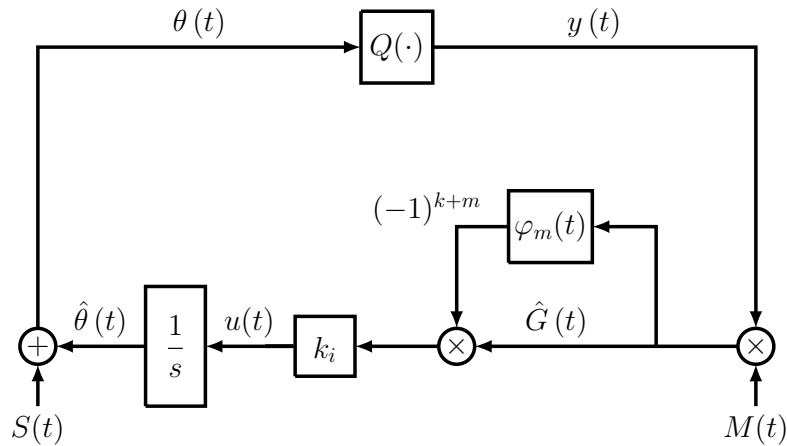 θ (t)
Q(·)
y (t)
(−1)^{k+m}
φ_m(t)
θ̂ (t)
1/s
u(t)
k_i
Ĝ (t)
+
×
×
S(t)
M(t)